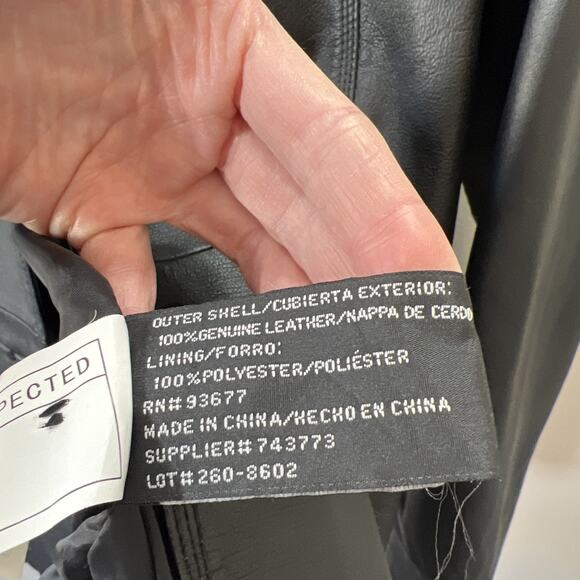 OUTER SHELL/CUBIERTA EXTERIOR:
100%GENUINE LEATHER/NAPPA DE CERDO
LINING/FORRO:
100%POLYESTER/POLIÉSTER
RN# 93677
MADE IN CHINA/HECHO EN CHINA
SUPPLIER# 743773
LOT# 260-8602
PECTED